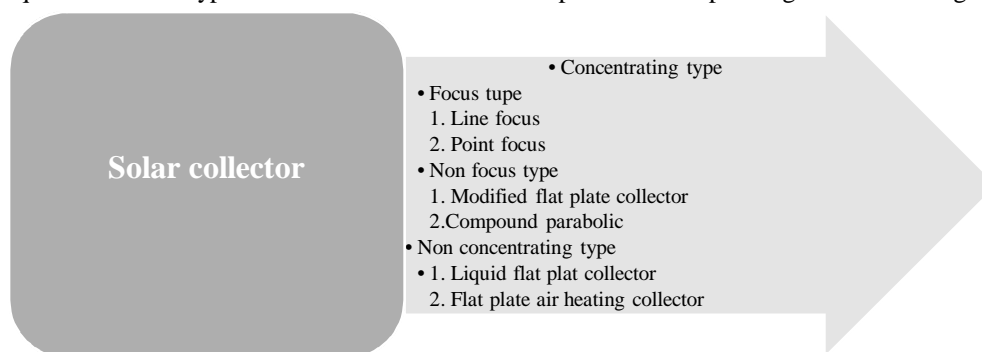 Solar collector
• Concentrating type
• Focus tupe
1. Line focus
2. Point focus
• Non focus type
1. Modified flat plate collector
2.Compound parabolic
• Non concentrating type
• 1. Liquid flat plat collector
2. Flat plate air heating collector